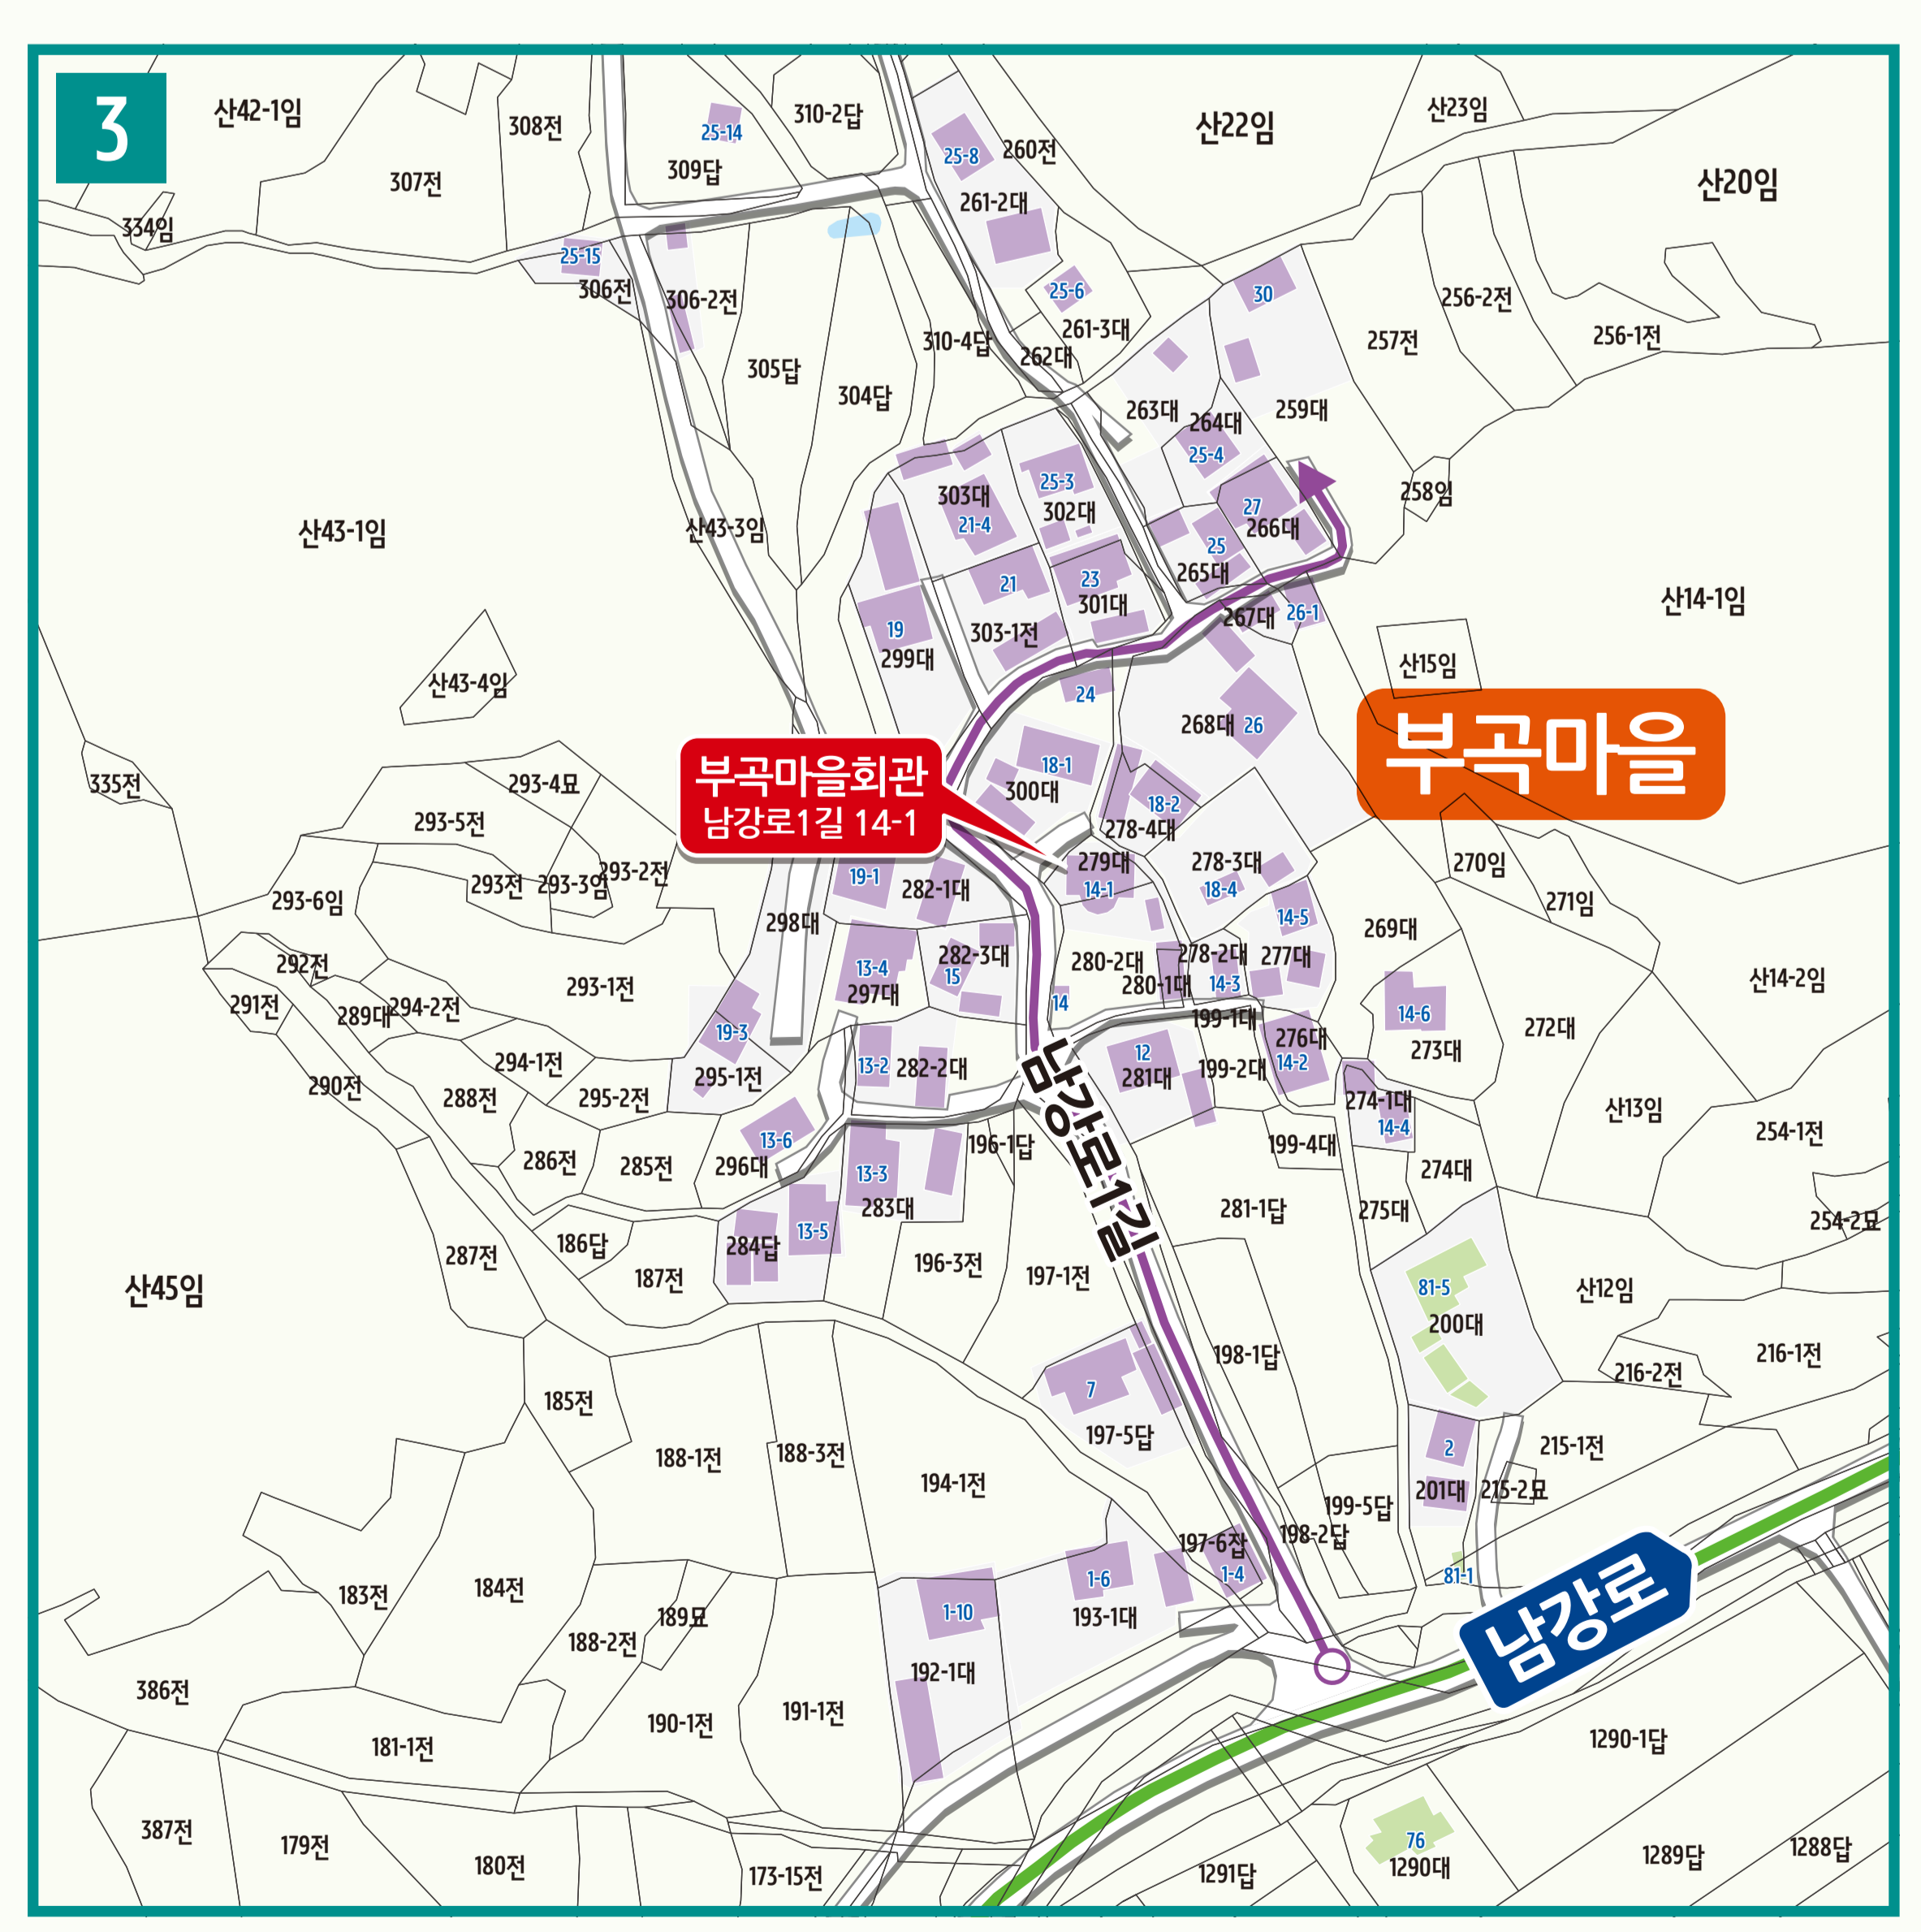 3
산42-1임
308전
25-14
310-2답
309답
307전
334임
25-8
260전
261-2대
산22임
산23임
산20임
25-15
306전
306-2전
305답
304답
310-4답
25-6
261-3대
262대
30
263대
264대
259대
25-4
257전
256-2전
256-1전
258임
산43-1임
산43-3임
303대
21-4
25-3
302대
27
266대
25
265대
21
23
301대
303-1전
19
299대
267대
26-1
산14-1임
산15임
산43-4임
24
268대
26
부곡마을
335전
293-4묘
293-5전
293전
293-3임
293-2전
293-6임
부곡마을회관
남강로1길 14-1
18-1
300대
18-2
278-4대
279대
14-1
278-3대
18-4
14-5
19-1
282-1대
298대
270임
271임
269대
292전
291전
289대
294-2전
293-1전
13-4
297대
282-3대
15
280-2대
280-1대
278-2대
14-3
277대
14
14-6
273대
272대
산14-2임
19-3
295-1전
294-1전
290전
288전
295-2전
13-2
282-2대
12
281대
199-1대
199-2대
276대
14-2
274-1대
14-4
산13임
254-1전
남강로1길
286전
285전
13-6
296대
13-3
283대
196-1답
199-4대
274대
275대
281-1답
254-2묘
산45임
287전
186답
187전
284답
13-5
196-3전
197-1전
81-5
200대
산12임
216-1전
216-2전
198-1답
7
197-5답
185전
188-1전
188-3전
194-1전
2
201대
215-1전
215-2묘
199-5답
198-2답
197-6잡
1-4
1-6
193-1대
81-1
183전
184전
189묘
188-2전
1-10
192-1대
남강로
386전
181-1전
190-1전
191-1전
1290-1답
387전
179전
180전
173-15전
1291답
76
1290대
1289답
1288답